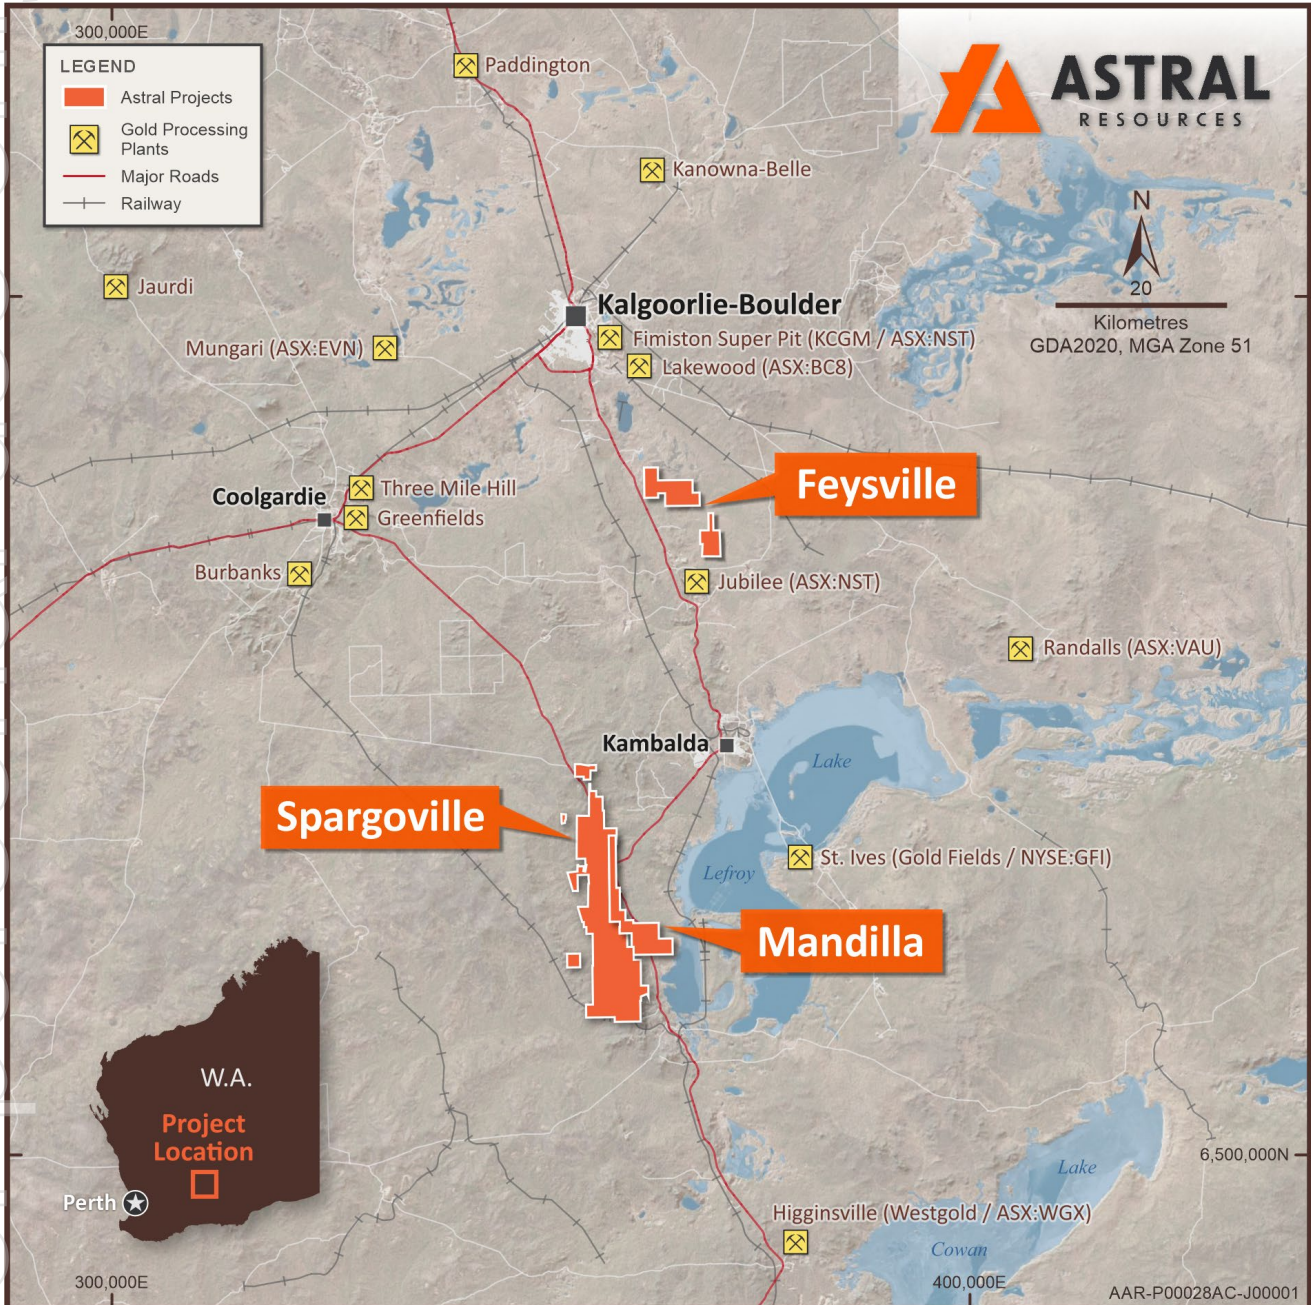 300,000E
LEGEND
Astral Projects
Gold Processing
Plants
Major Roads
Railway
ASTRAL
RESOURCES
Paddington
Kanowna-Belle
N
20
Kilometres
GDA2020, MGA Zone 51
Jaurdi
Kalgoorlie-Boulder
Fimiston Super Pit (KCGM / ASX:NST)
Mungari (ASX:EVN)
Lakewood (ASX:BC8)
Feysville
Coolgardie
Three Mile Hill
Greenfields
Burbanks
Jubilee (ASX:NST)
Randalls (ASX:VAU)
Kambalda
Lake
Spargoville
St. Ives (Gold Fields / NYSE:GFI)
Lefroy
Mandilla
W.A.
Project
Location
Perth
6,500,000N
Lake
Higginsville (Westgold / ASX:WGX)
Cowan
300,000E
400,000E
AAR-P00028AC-J00001